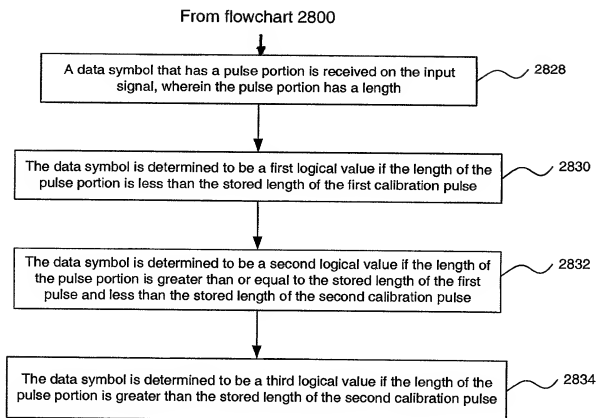 From flowchart 2800
A data symbol that has a pulse portion is received on the input
signal, wherein the pulse portion has a length
2828
The data symbol is determined to be a first logical value if the length of the
pulse portion is less than the stored length of the first calibration pulse
2830
The data symbol is determined to be a second logical value if the length of
the pulse portion is greater than or equal to the stored length of the first
pulse and less than the stored length of the second calibration pulse
2832
The data symbol is determined to be a third logical value if the length of the
pulse portion is greater than the stored length of the second calibration pulse
2834